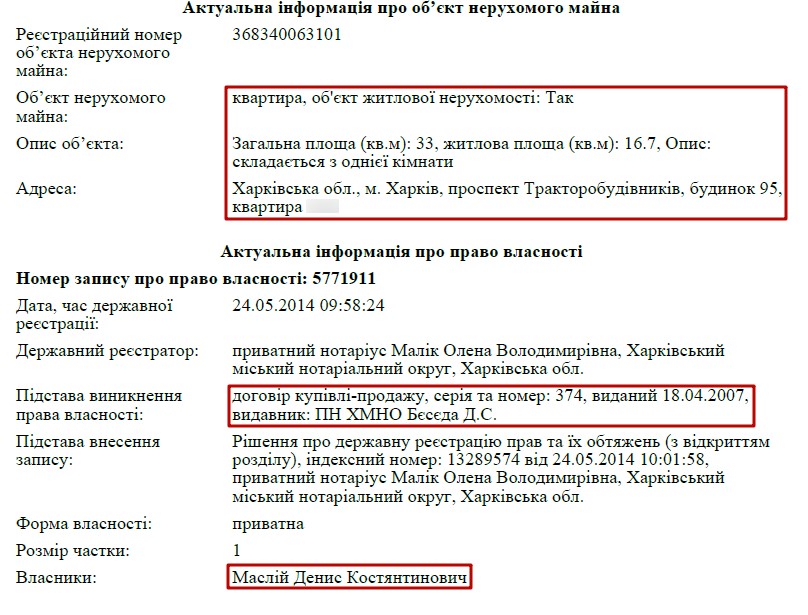 Актуальна інформація про об’єкт нерухомого майна
Реєстраційний номер 368340063101
об’єкта нерухомого
майна:
Об’єкт нерухомого квартира, об'єкт житлової нерухомості: Так
майна:
Опис об’єкта: Загальна площа (кв.м): 33, житлова площа (кв.м): 16.7, Опис:
складається з однієї кімнати
Адреса: Харківська обл., м. Харків, проспект Тракторобудівників, будинок 95,
квартира
Актуальна інформація про право власності
Номер запису про право власності: 5771911
Дата, час державної 24.05.2014 09:58:24
реєстрації:
Державний реєстратор: приватний нотаріус Малік Олена Володимирівна, Харківський
міський нотаріальний округ, Харківська обл.
Підстава виникнення договір купівлі-продажу, серія та номер: 374, виданий 18.04.2007,
права власності: видавник: ПН ХМНО Бєсєда Д.С.
Підстава внесення Рішення про державну реєстрацію прав та їх обтяжень (з відкриттям
запису: розділу), індексний номер: 13289574 від 24.05.2014 10:01:58,
приватний нотаріус Малік Олена Володимирівна, Харківський
міський нотаріальний округ, Харківська обл.
Форма власності: приватна
Розмір частки: 1
Власники: Маслій Денис Костянтинович